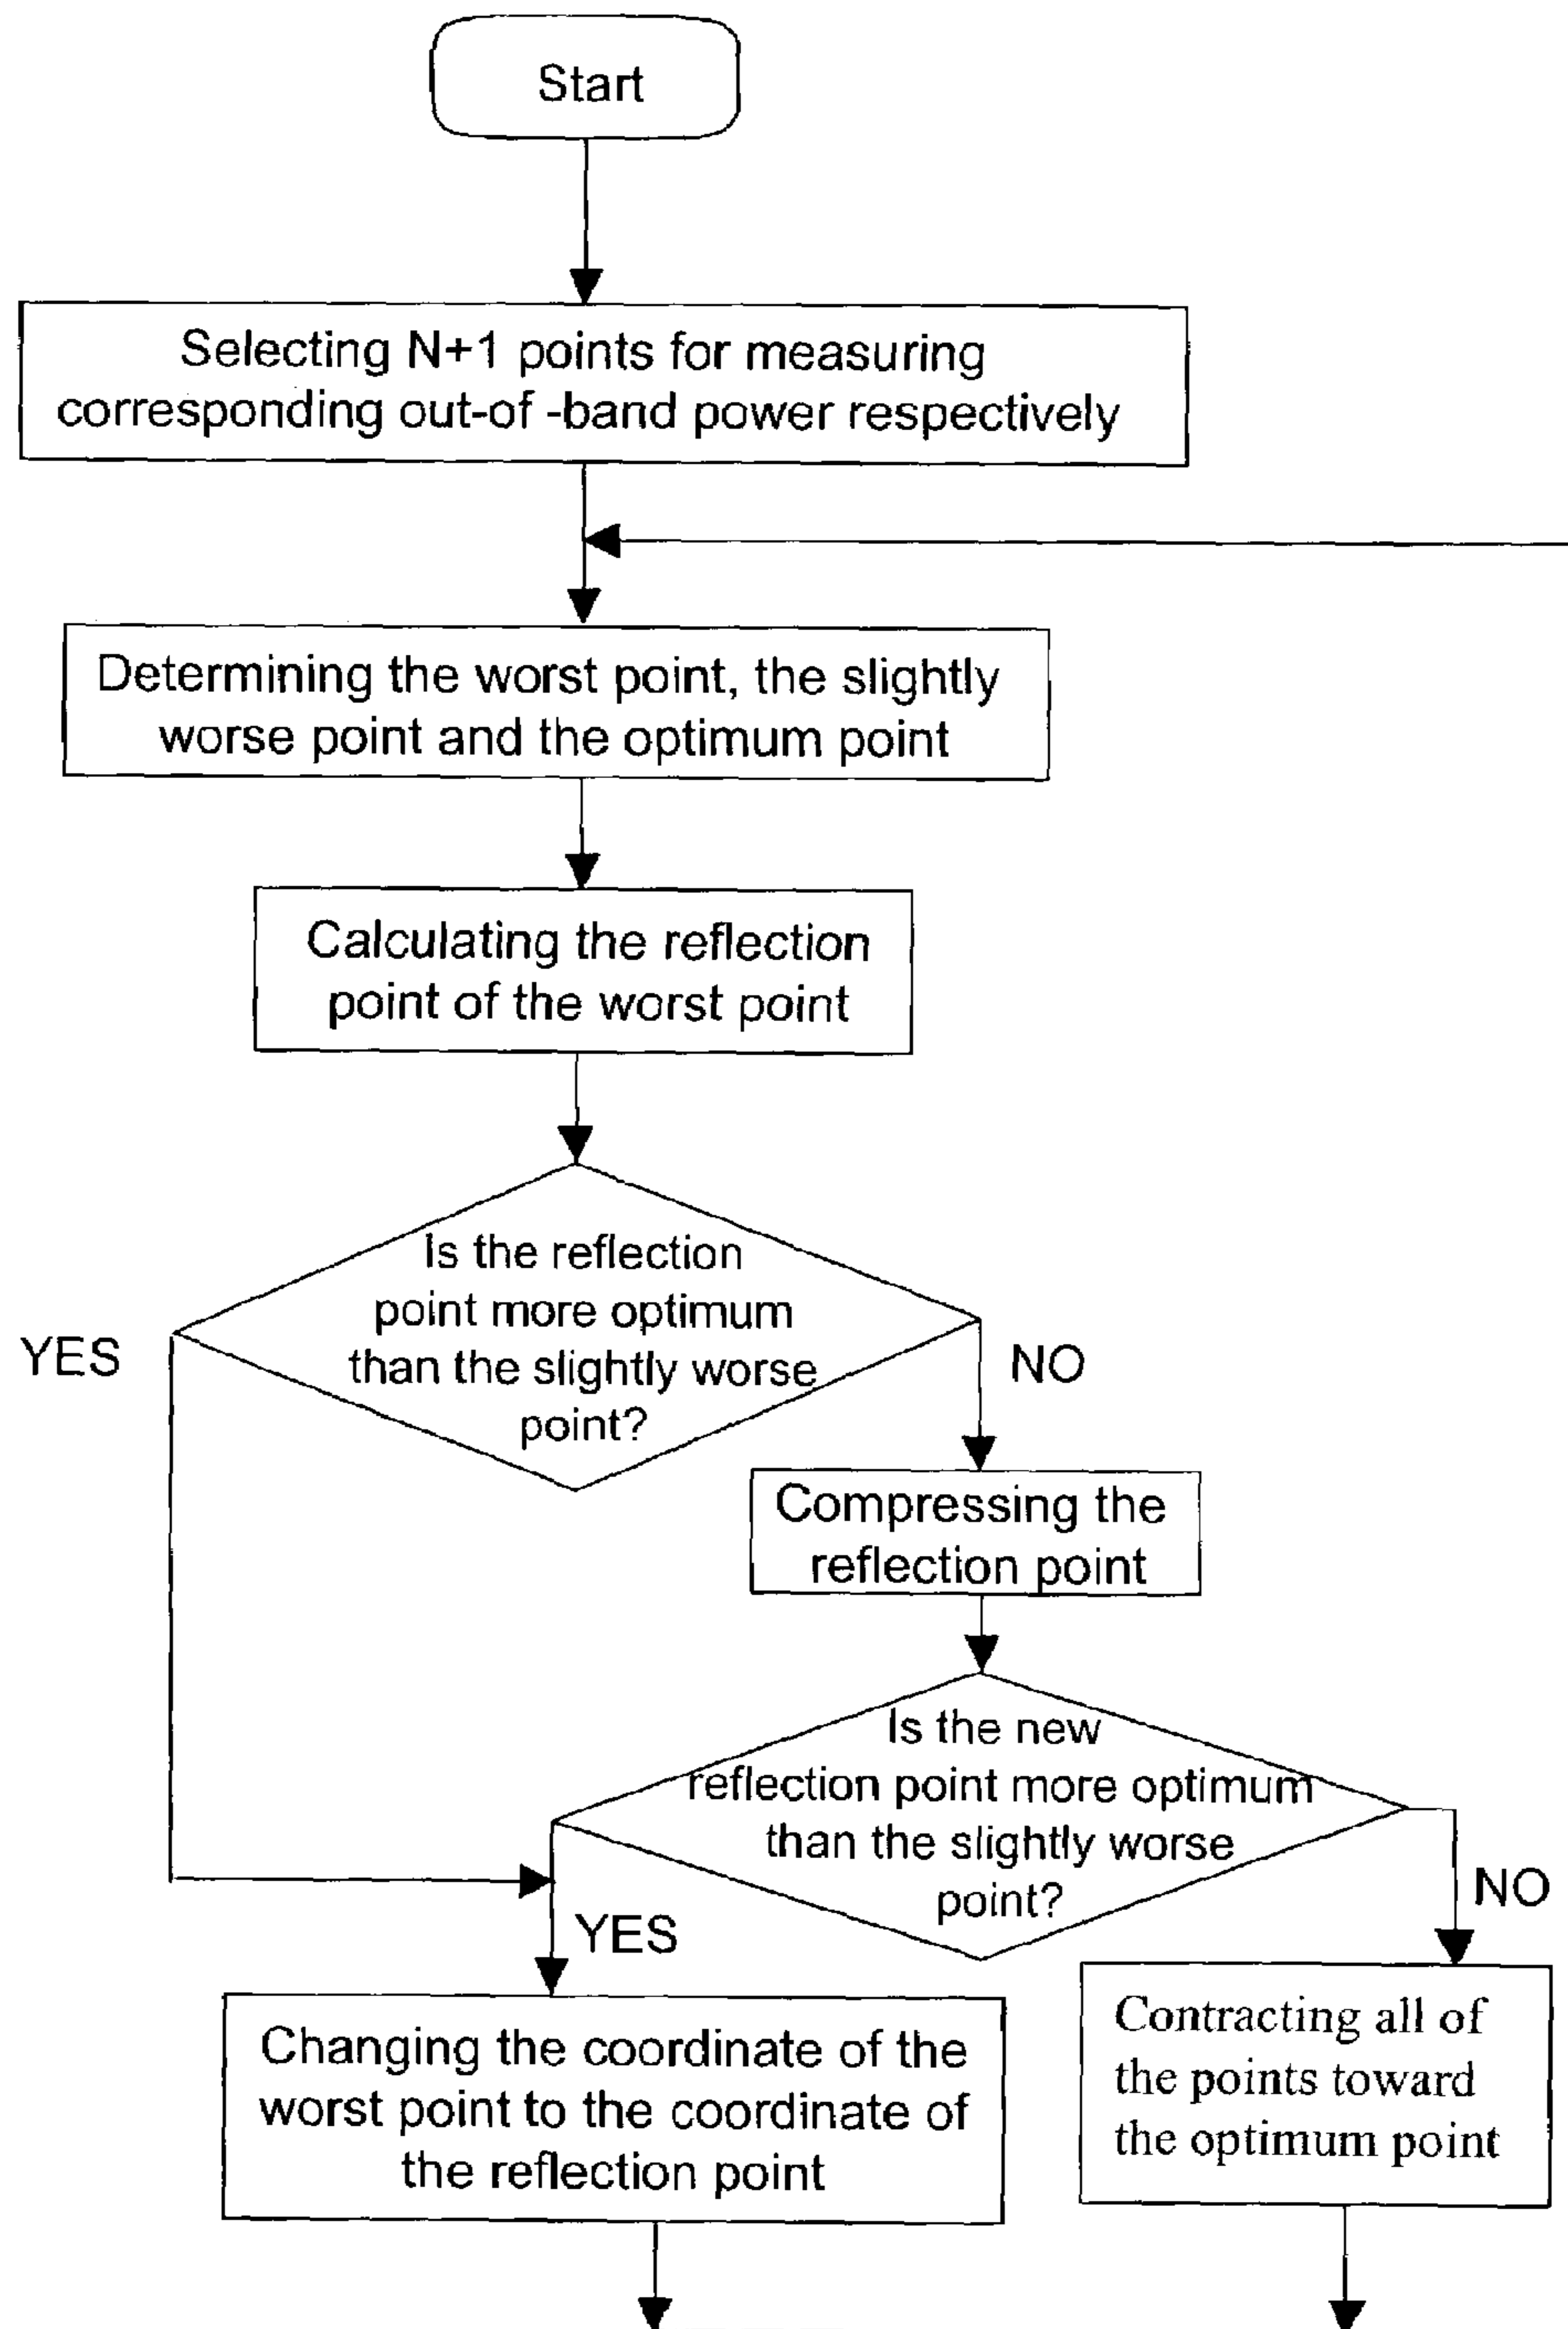 Start
Selecting N+1 points for measuring
corresponding out-of -band power respectively
Determining the worst point, the slightly
worse point and the optimum point
Calculating the reflection
point of the worst point
Is the reflection
point more optimum
than the slightly worse
point?
YES
NO
Compressing the
reflection point
Is the new
reflection point more optimum
than the slightly worse
point?
YES
NO
Changing the coordinate of the
worst point to the coordinate of
the reflection point
Contracting all of
the points toward
the optimum point